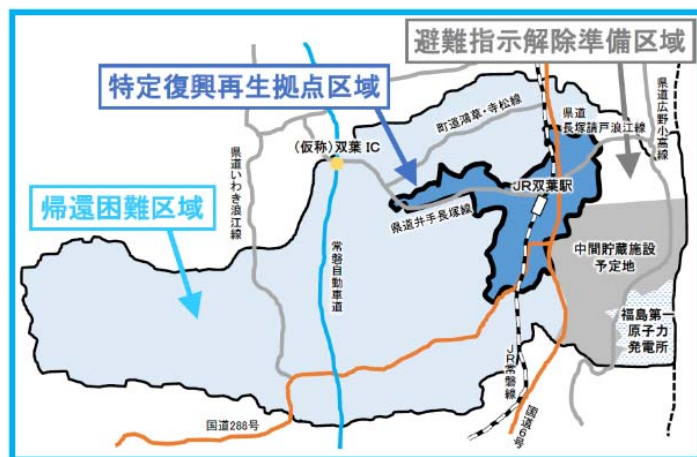 避難指示解除準備区域
特定復興再生拠点区域
県道広野小高線
県道
長塚請戸浪江線
町道鴻草・寺松線
(仮称)双葉 IC
県道いわき浪江線
JR双葉駅
帰還困難区域
県道井手長塚線
中間貯蔵施設
予定地
常磐自動車道
福島第一
原子力
発電所
JR常磐線
国道6号
国道288号